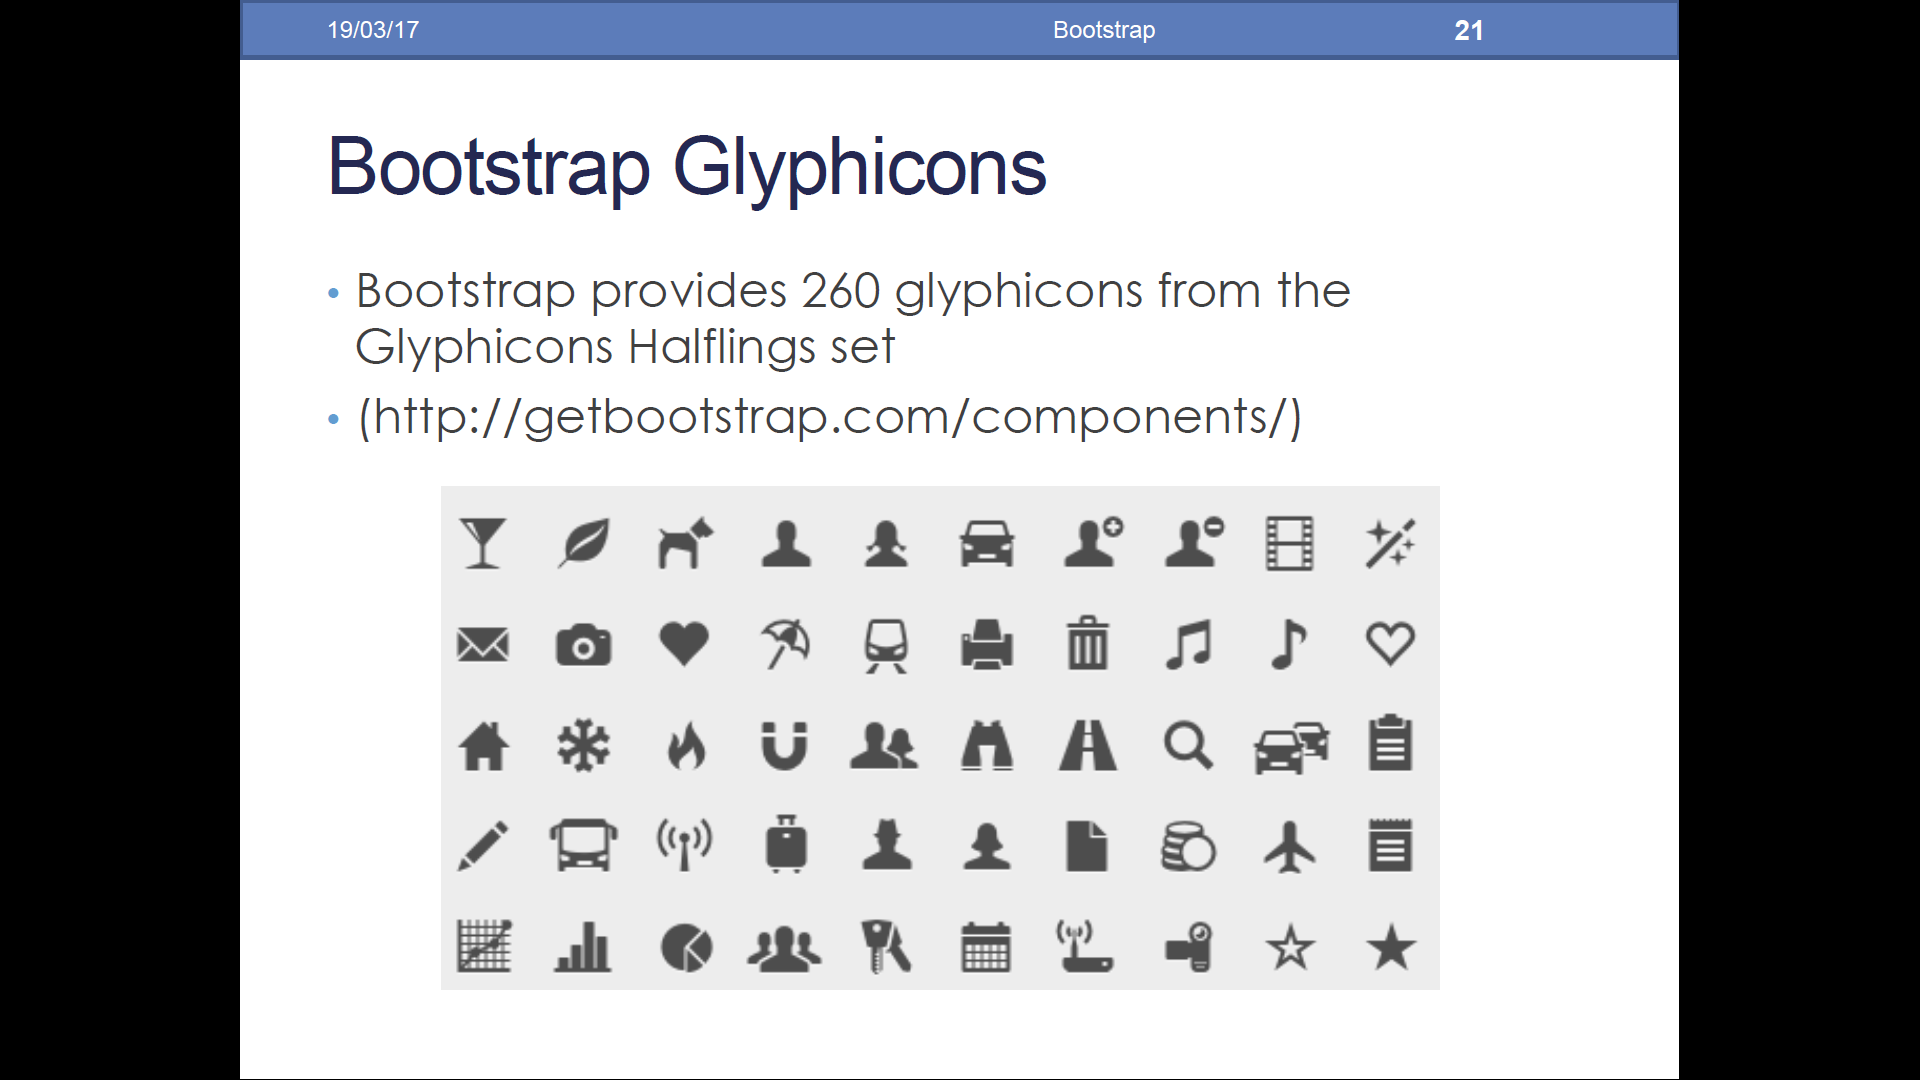 19/03/17 Bootstrap 21
Bootstrap Glyphicons
• Bootstrap provides 260 glyphicons from the
Glyphicons Halflings set
• (http://getbootstrap.com/components/)